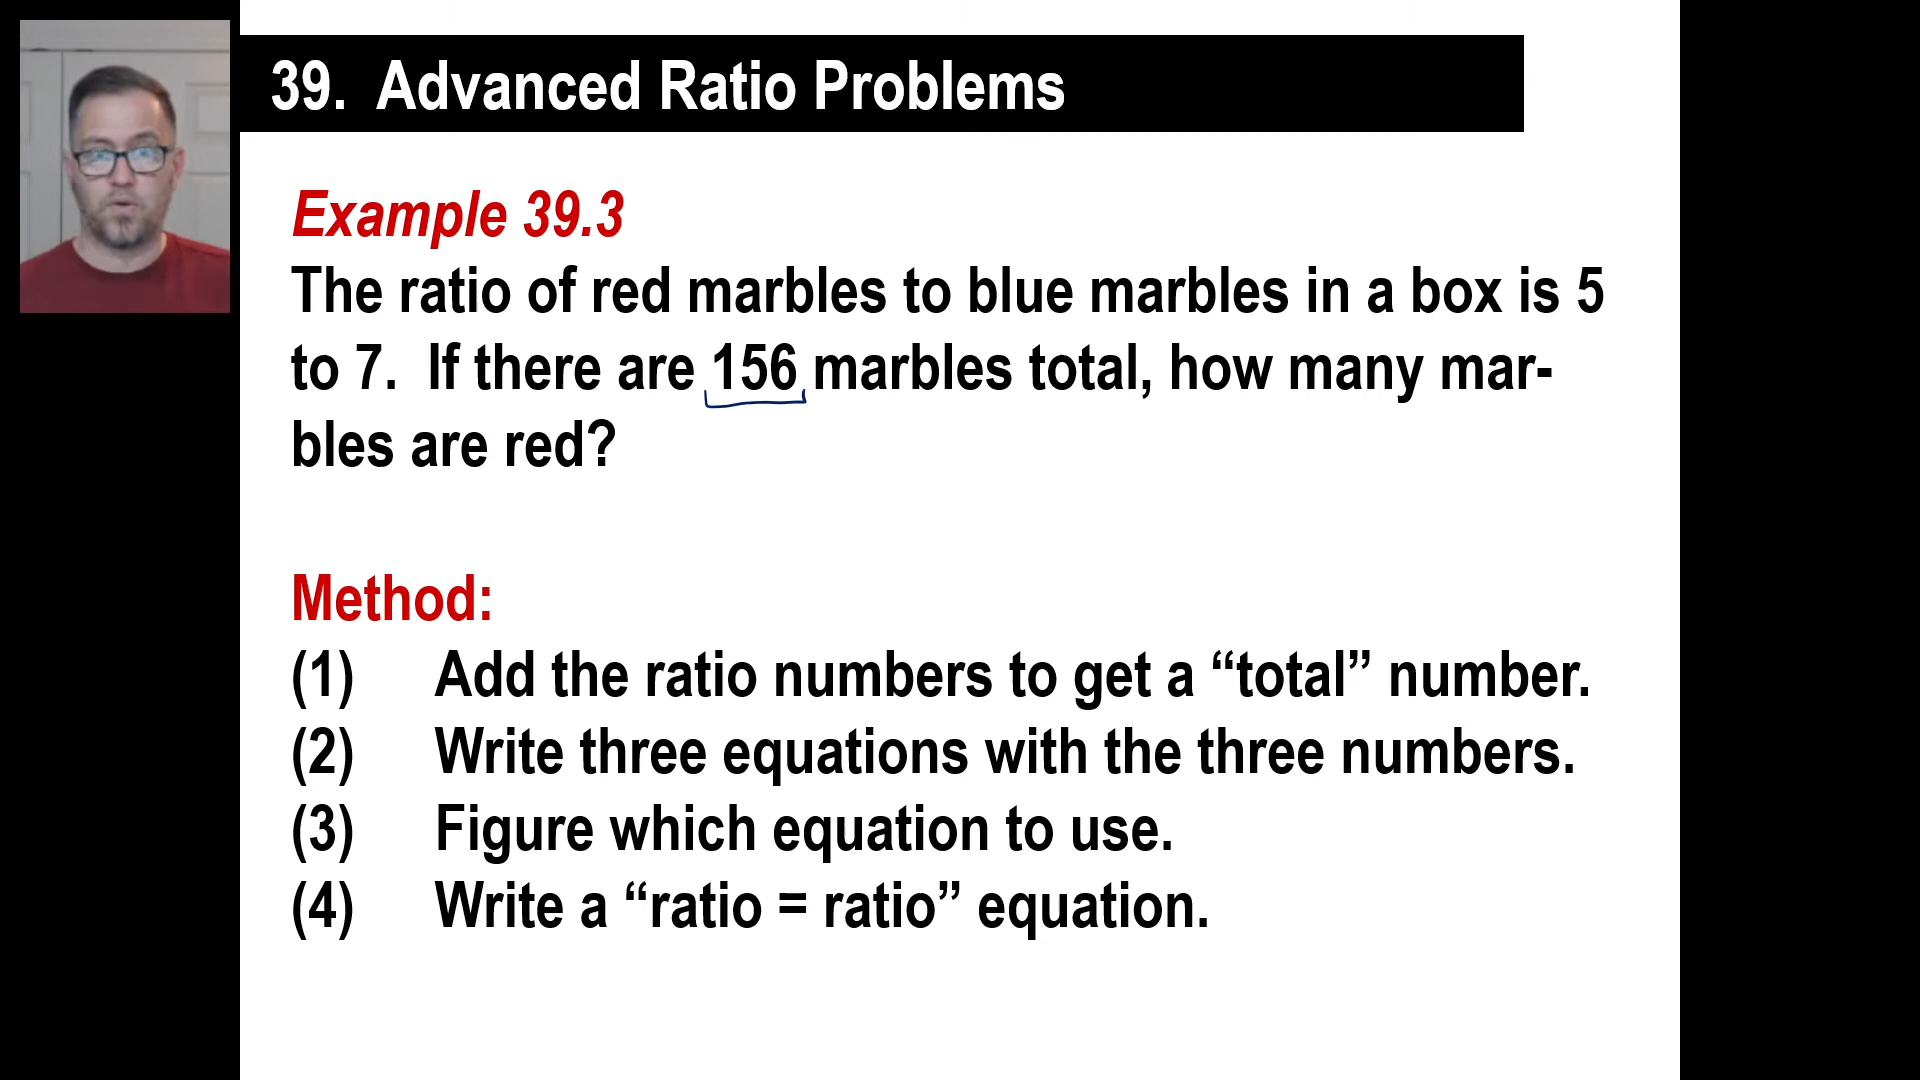 39. Advanced Ratio Problems
Example 39.3
The ratio of red marbles to blue marbles in a box is 5
to 7. If there are 156 marbles total, how many mar-
bles are red?
Method:
(1) Add the ratio numbers to get a “total” number.
(2) Write three equations with the three numbers.
(3) Figure which equation to use.
(4) Write a “ratio = ratio” equation.